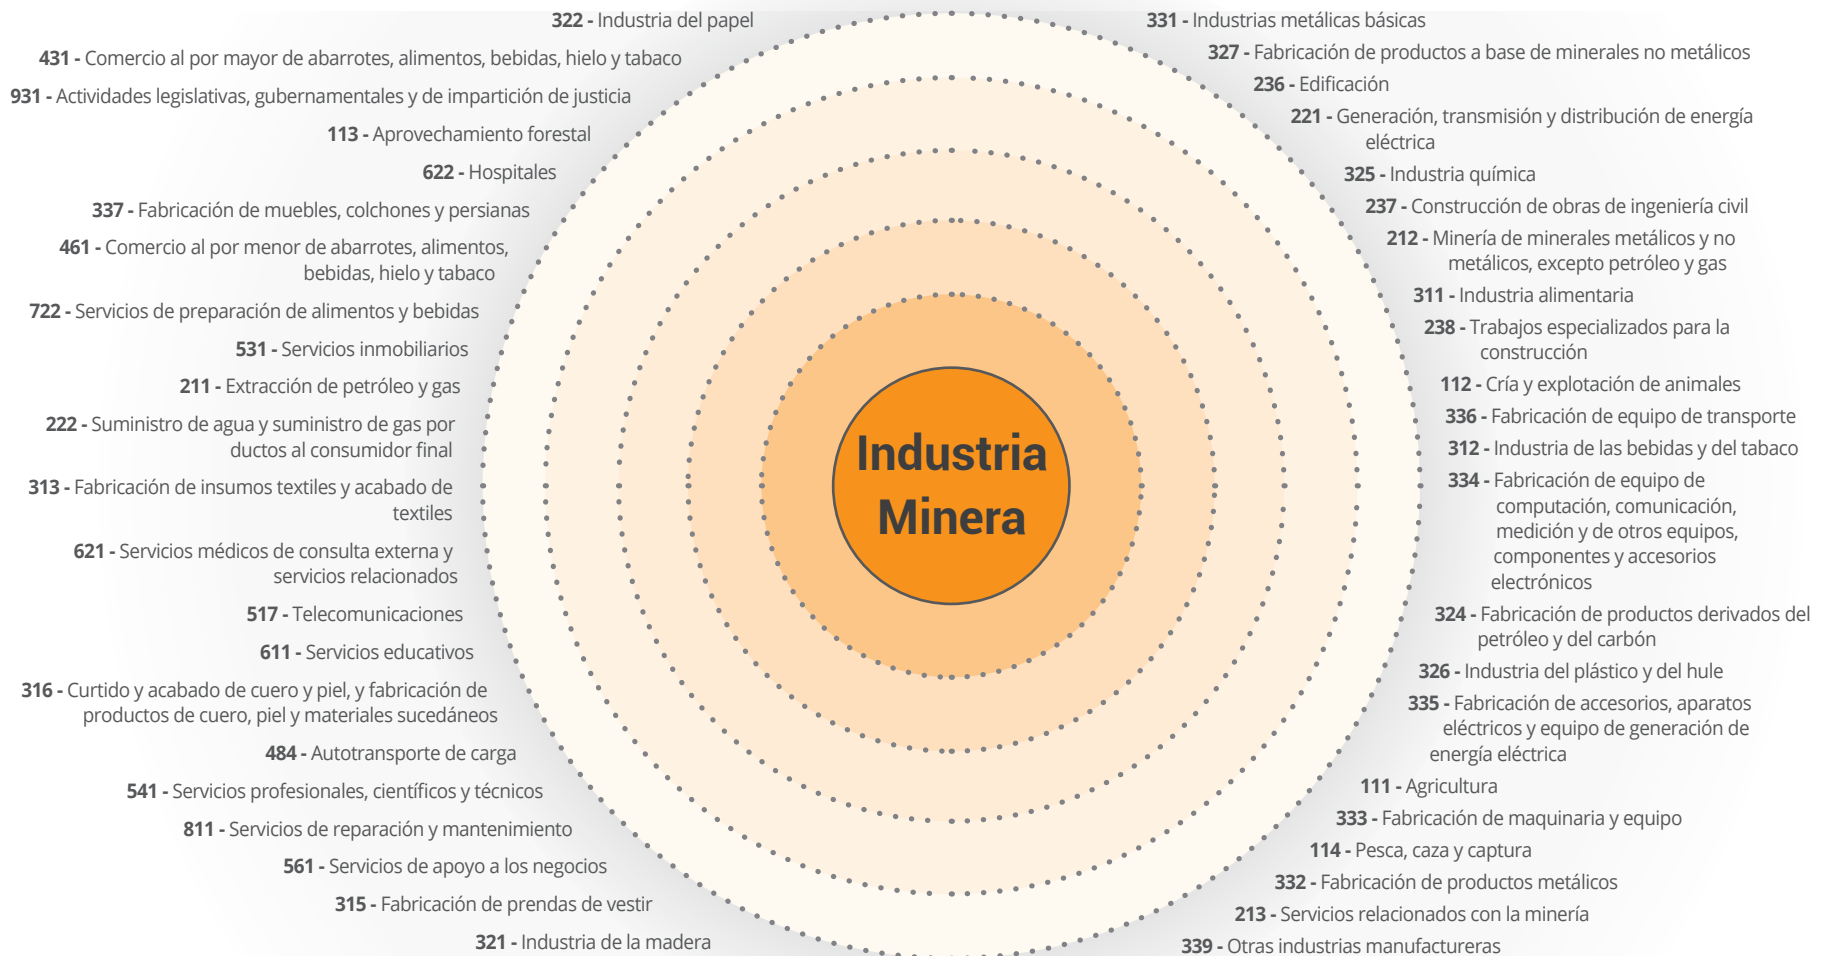 322 - Industria del papel
431 - Comercio al por mayor de abarrotes, alimentos, bebidas, hielo y tabaco
931 - Actividades legislativas, gubernamentales y de impartición de justicia
113 - Aprovechamiento forestal
622 - Hospitales
337 - Fabricación de muebles, colchones y persianas
461 - Comercio al por menor de abarrotes, alimentos,
bebidas, hielo y tabaco
722 - Servicios de preparación de alimentos y bebidas
531 - Servicios inmobiliarios
211 - Extracción de petróleo y gas
222 - Suministro de agua y suministro de gas por
ductos al consumidor final
313 - Fabricación de insumos textiles y acabado de
textiles
621 - Servicios médicos de consulta externa y
servicios relacionados
517 - Telecomunicaciones
611 - Servicios educativos
316 - Curtido y acabado de cuero y piel, y fabricación de
productos de cuero, piel y materiales sucedáneos
484 - Autotransporte de carga
541 - Servicios profesionales, científicos y técnicos
811 - Servicios de reparación y mantenimiento
561 - Servicios de apoyo a los negocios
315 - Fabricación de prendas de vestir
321 - Industria de la madera
Industria
Minera
331 - Industrias metálicas básicas
327 - Fabricación de productos a base de minerales no metálicos
236 - Edificación
221 - Generación, transmisión y distribución de energía
eléctrica
325 - Industria química
237 - Construcción de obras de ingeniería civil
212 - Minería de minerales metálicos y no
metálicos, excepto petróleo y gas
311 - Industria alimentaria
238 - Trabajos especializados para la
construcción
112 - Cría y explotación de animales
336 - Fabricación de equipo de transporte
312 - Industria de las bebidas y del tabaco
334 - Fabricación de equipo de
computación, comunicación,
medición y de otros equipos,
componentes y accesorios
electrónicos
324 - Fabricación de productos derivados del
petróleo y del carbón
326 - Industria del plástico y del hule
335 - Fabricación de accesorios, aparatos
eléctricos y equipo de generación de
energía eléctrica
111 - Agricultura
333 - Fabricación de maquinaria y equipo
114 - Pesca, caza y captura
332 - Fabricación de productos metálicos
213 - Servicios relacionados con la minería
339 - Otras industrias manufactureras